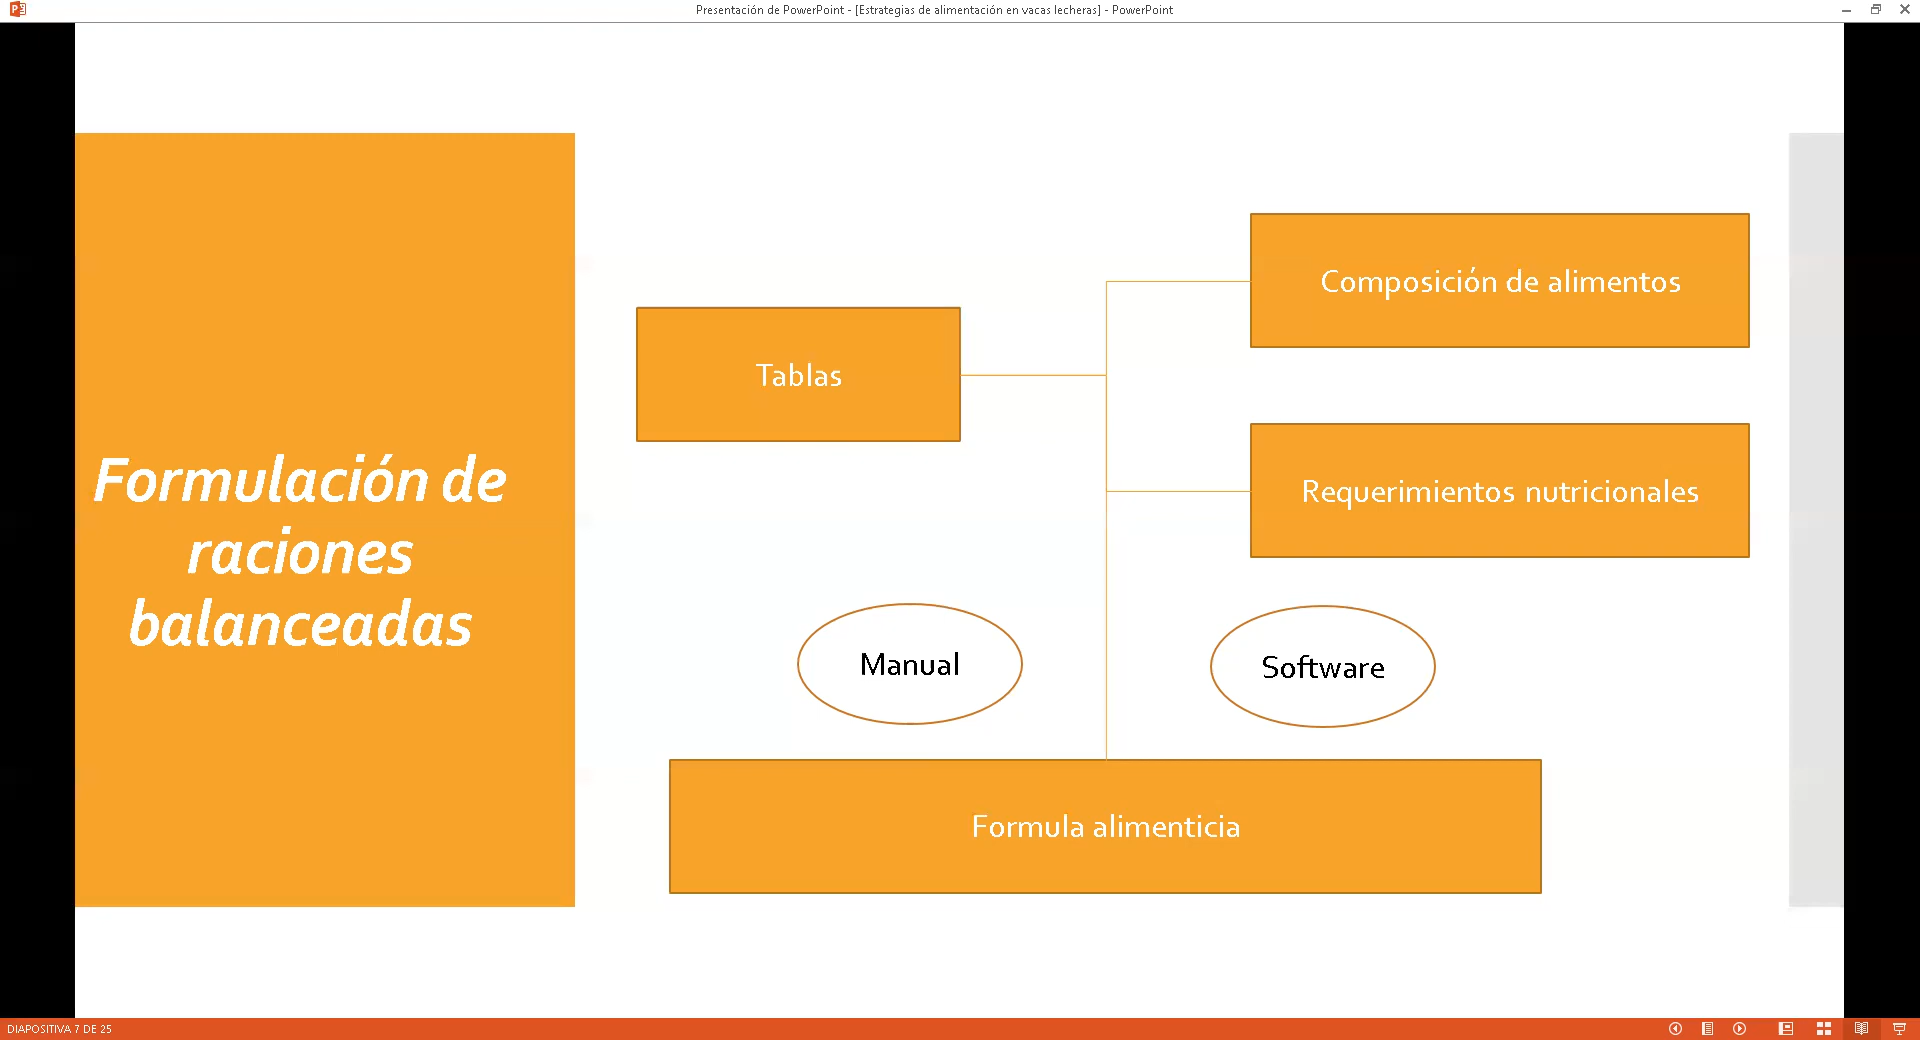 Presentación de PowerPoint - [Estrategias de alimentación en vacas lecheras] - PowerPoint
Formulación de
raciones
balanceadas
Tablas
Composición de alimentos
Requerimientos nutricionales
Manual
Software
Formula alimenticia
DIAPOSITIVA 7 DE 25